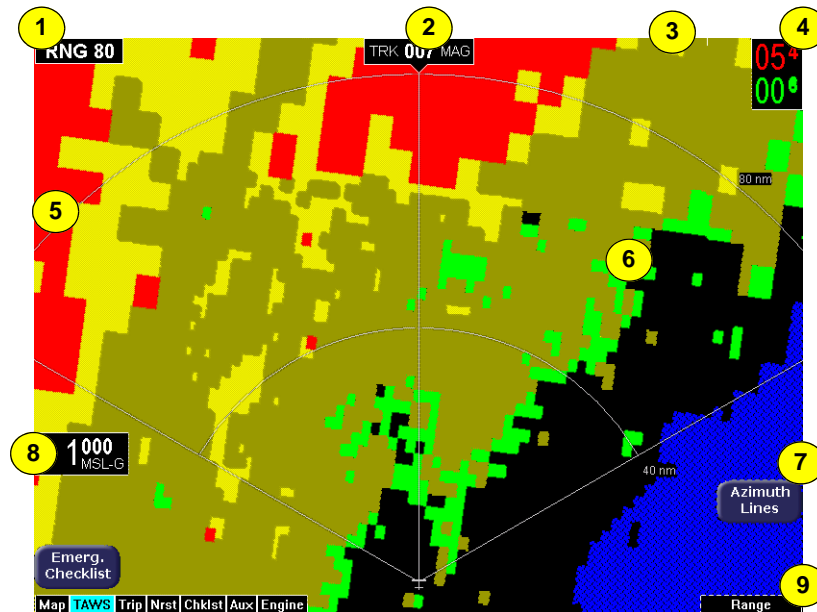 1
2
3
4
RNG 80
TRK 007 MAG
05⁴
00⁶
80 nm
5
6
8
1000
MSL-G
40 nm
7
Azimuth
Lines
Emerg.
Checklist
9
Map TAWS Trip Nrst Chklst Aux Engine
Range